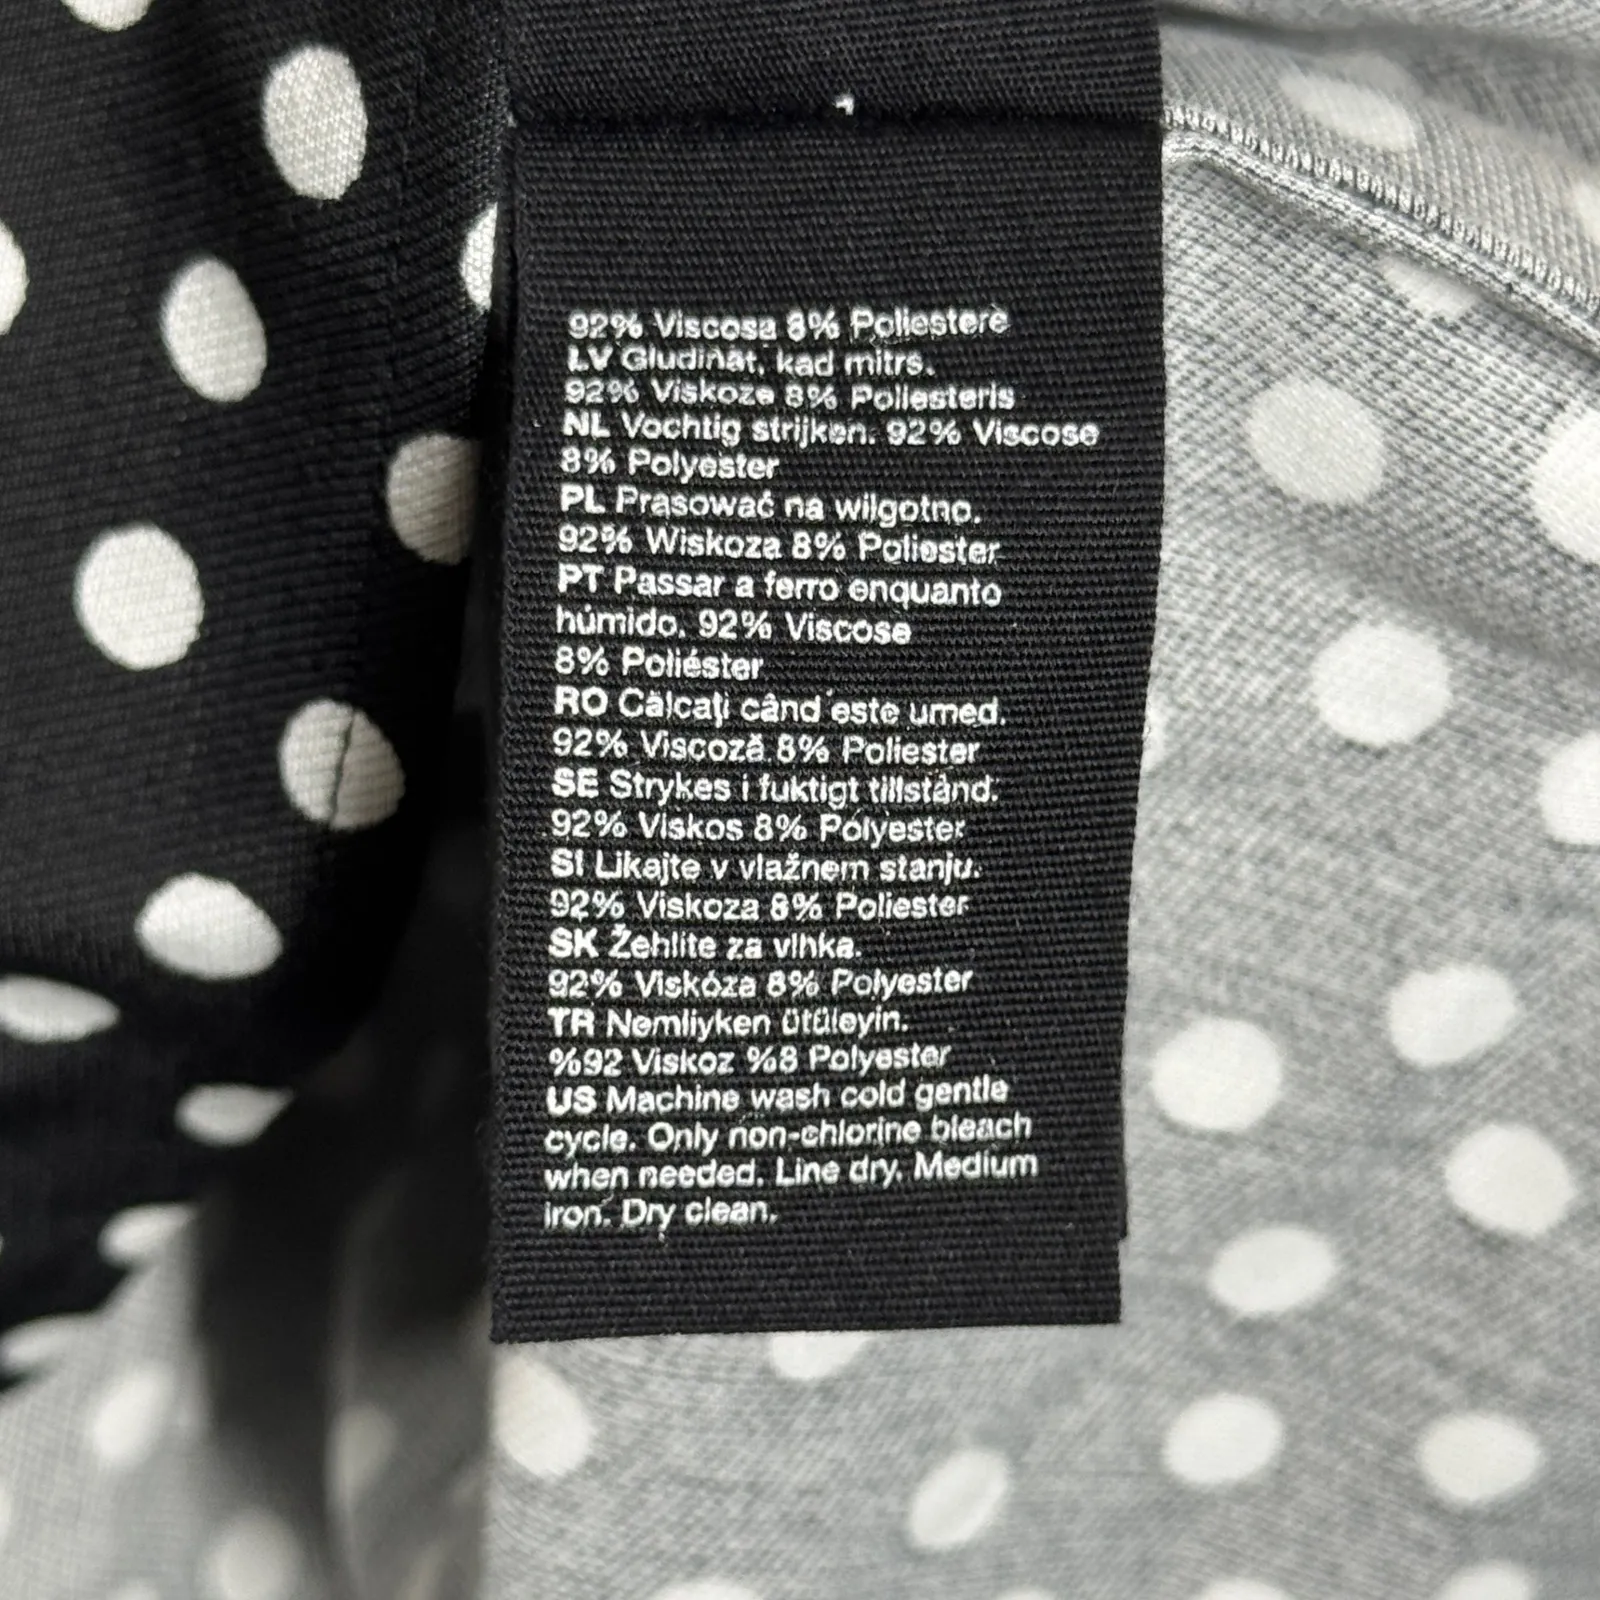 92% Viscosa 8% Poliestere
LV Gludināt, kad mitrs.
92% Viskoze 8% Poliesteris
NL Vochtig strijken. 92% Viscose
8% Polyester
PL Prasować na wilgotno.
92% Wiskoza 8% Poliester
PT Passar a ferro enquanto
húmido. 92% Viscose
8% Poliéster
RO Călcați când este umed.
92% Viscoză 8% Poliester
SE Strykes i fuktigt tillstånd.
92% Viskos 8% Polyester
SI Likajte v vlažnem stanju.
92% Viskoza 8% Poliester
SK Žehlite za vlhka.
92% Viskóza 8% Polyester
TR Nemliyken ütüleyin.
%92 Viskoz %8 Polyester
US Machine wash cold gentle
cycle. Only non-chlorine bleach
when needed. Line dry. Medium
iron. Dry clean.